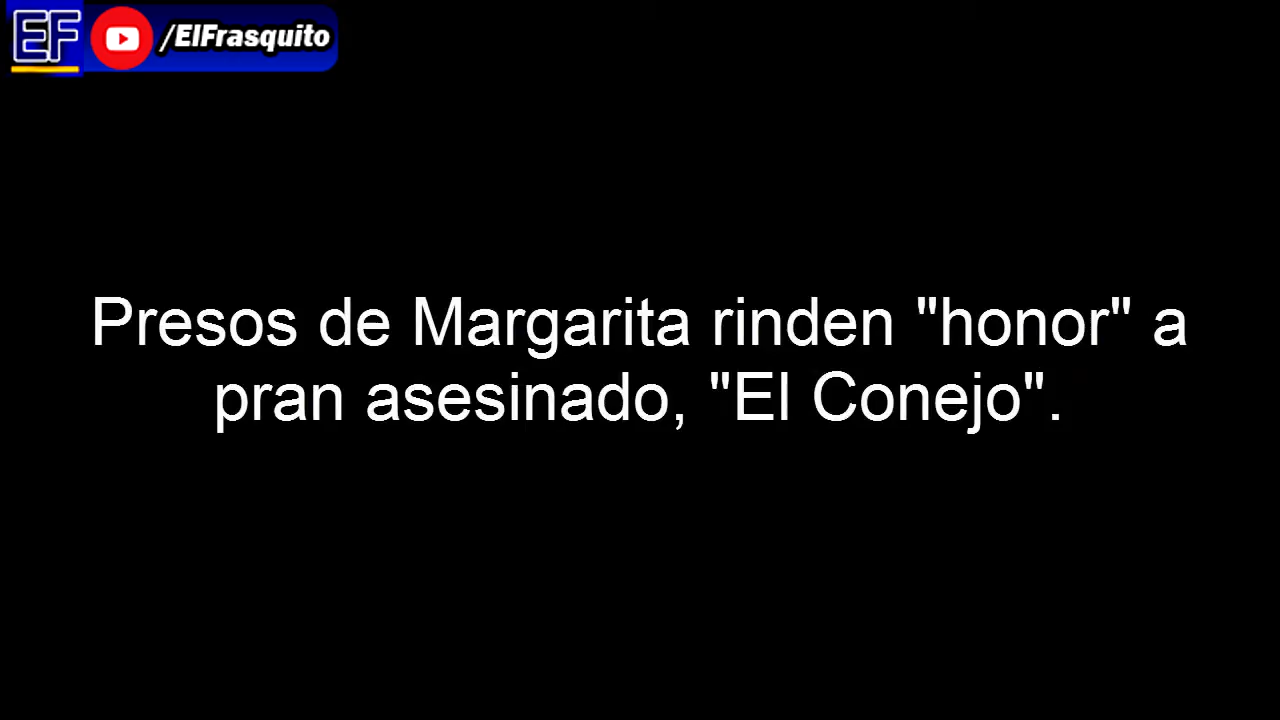 EF /ElFrasquito
Presos de Margarita rinden "honor" a
pran asesinado, "El Conejo".